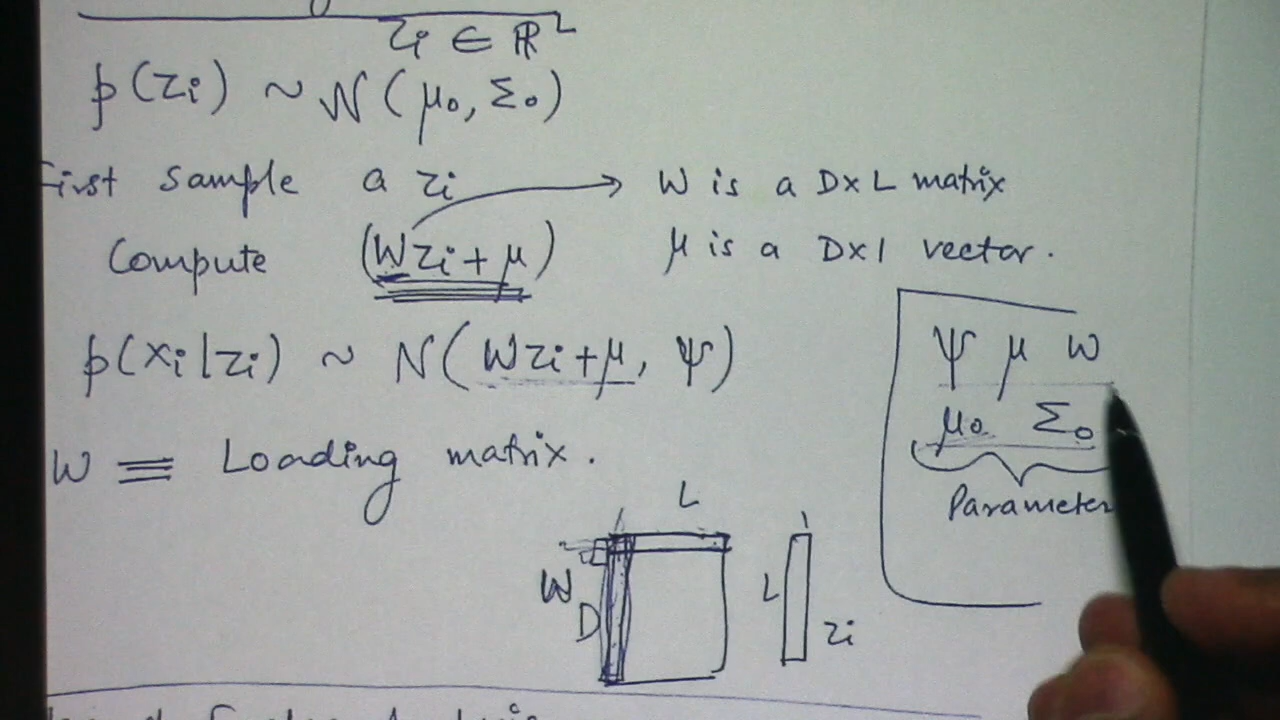 zi ∈ ℝ^L
p(zi) ~ N(μ₀, Σ₀)
First sample a zi → W is a D×L matrix
Compute (Wzi + μ) μ is a D×1 vector.
p(xi|zi) ~ N(Wzi + μ, Ψ)
Ψ μ W
μ₀ Σ₀
Parameter
W ≡ Loading matrix.
L 1
W D L zi